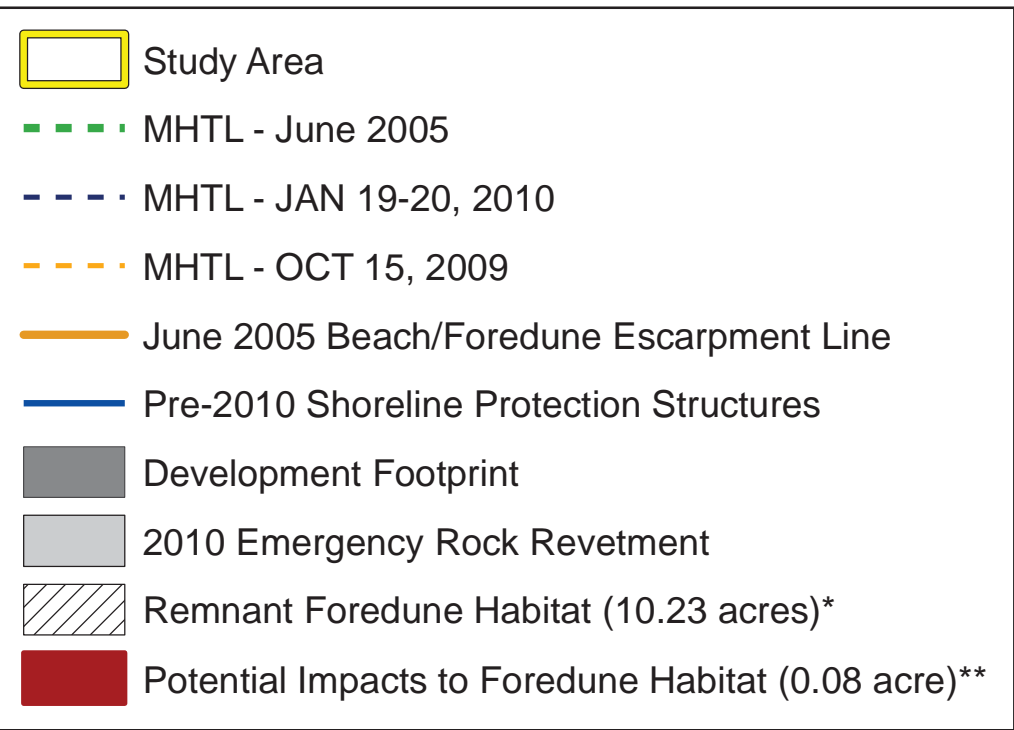 Study Area
MHTL - June 2005
MHTL - JAN 19-20, 2010
MHTL - OCT 15, 2009
June 2005 Beach/Foredune Escarpment Line
Pre-2010 Shoreline Protection Structures
Development Footprint
2010 Emergency Rock Revetment
Remnant Foredune Habitat (10.23 acres)*
Potential Impacts to Foredune Habitat (0.08 acre)**